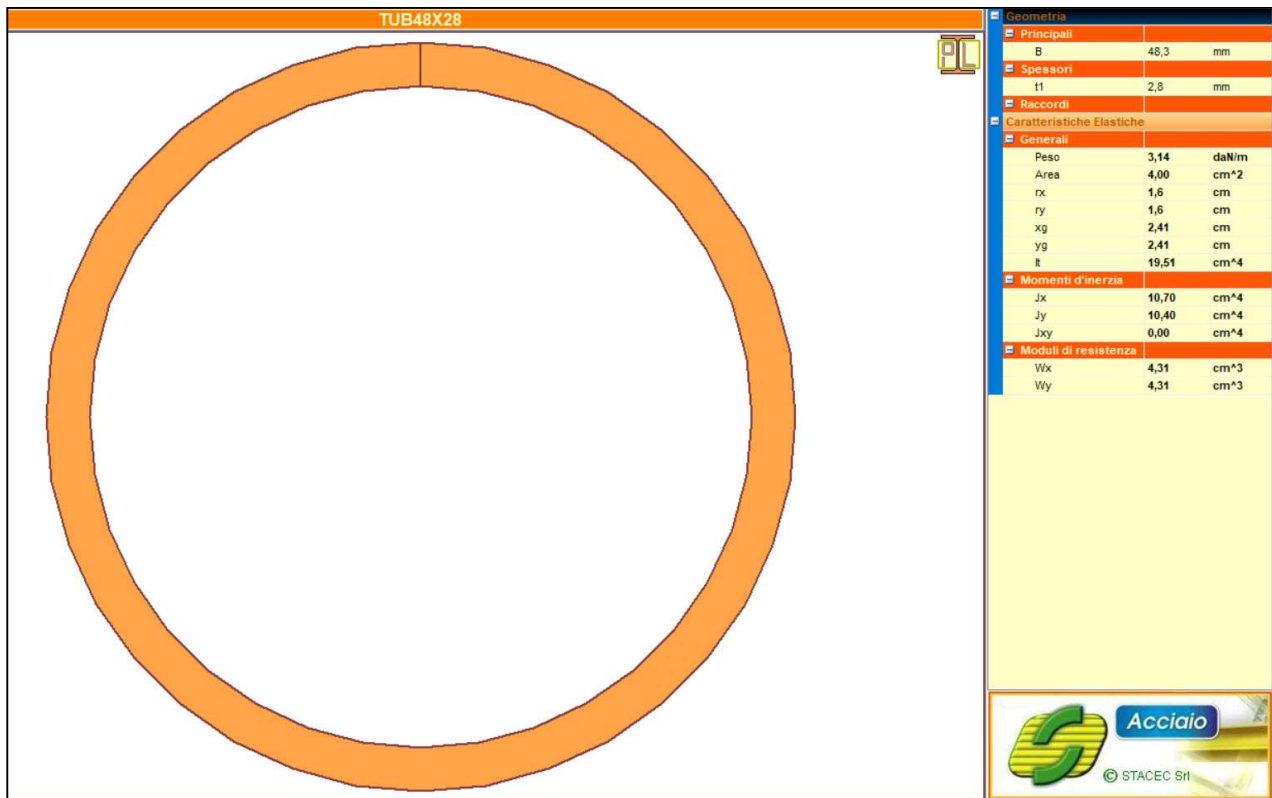 TUB48X28
PL
Geometria
Principali
B 48,3 mm
Spessori
t1 2,8 mm
Raccordi
Caratteristiche Elastiche
Generali
Peso 3,14 daN/m
Area 4,00 cm^2
rx 1,6 cm
ry 1,6 cm
xg 2,41 cm
yg 2,41 cm
It 19,51 cm^4
Momenti d'inerzia
Jx 10,70 cm^4
Jy 10,40 cm^4
Jxy 0,00 cm^4
Moduli di resistenza
Wx 4,31 cm^3
Wy 4,31 cm^3
Acciaio
© STACEC Srl